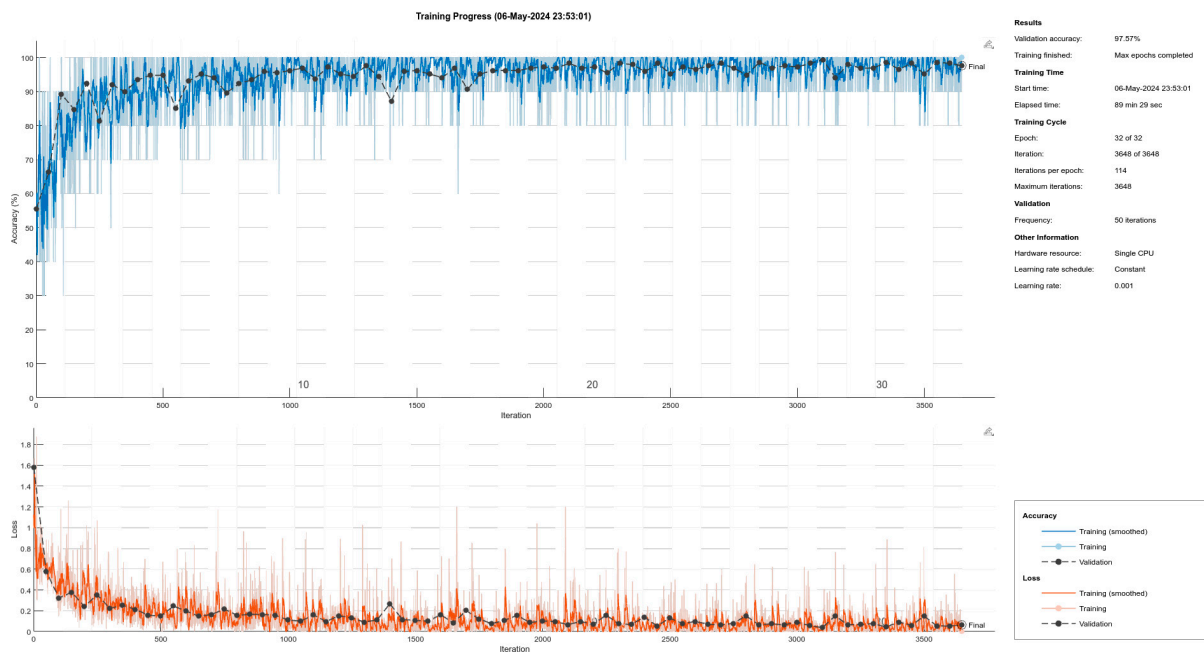 Training Progress (06-May-2024 23:53:01)
Accuracy (%)
100
90
80
70
60
50
40
30
20
10
0
Final
10 20 30
0 500 1000 1500 2000 2500 3000 3500
Iteration
Loss
1.8
1.6
1.4
1.2
1
0.8
0.6
0.4
0.2
0
Final
0 500 1000 1500 2000 2500 3000 3500
Iteration
Results
Validation accuracy: 97.57%
Training finished: Max epochs completed
Training Time
Start time: 06-May-2024 23:53:01
Elapsed time: 89 min 29 sec
Training Cycle
Epoch: 32 of 32
Iteration: 3648 of 3648
Iterations per epoch: 114
Maximum iterations: 3648
Validation
Frequency: 50 iterations
Other Information
Hardware resource: Single CPU
Learning rate schedule: Constant
Learning rate: 0.001
Accuracy
Training (smoothed)
Training
Validation
Loss
Training (smoothed)
Training
Validation